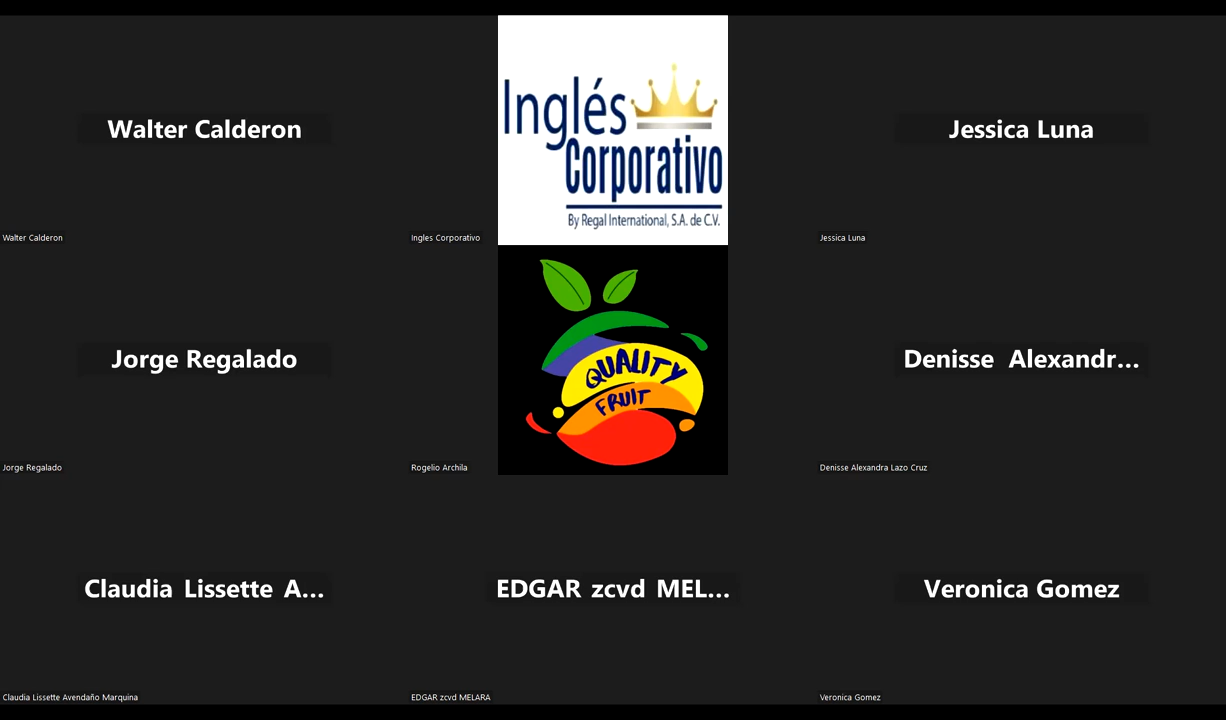 Walter Calderon
Walter Calderon
Inglés
Corporativo
By Regal International, S.A. de C.V.
Ingles Corporativo
Jessica Luna
Jessica Luna
Jorge Regalado
Jorge Regalado
QUALITY
FRUIT
Rogelio Archila
Denisse Alexandr...
Denisse Alexandra Lazo Cruz
Claudia Lissette A...
Claudia Lissette Avendaño Marquina
EDGAR zcvd MEL...
EDGAR zcvd MELARA
Veronica Gomez
Veronica Gomez